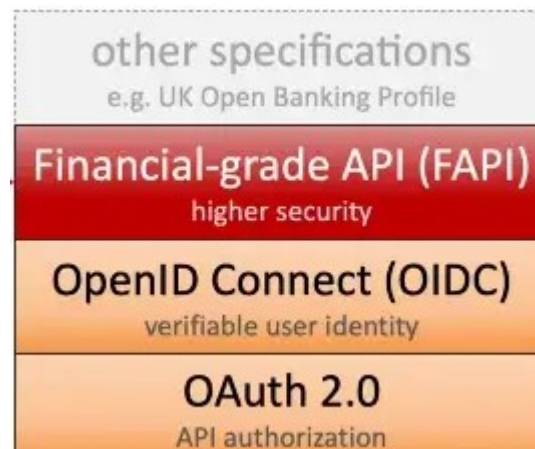 other specifications
e.g. UK Open Banking Profile
Financial-grade API (FAPI)
higher security
OpenID Connect (OIDC)
verifiable user identity
OAuth 2.0
API authorization